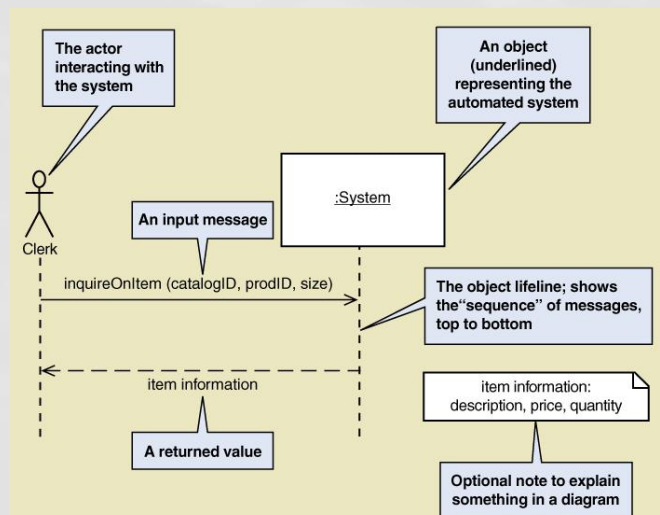 The actor
interacting with
the system
An object
(underlined)
representing the
automated system
:System
An input message
Clerk
inquireOnItem (catalogID, prodID, size)
The object lifeline; shows
the“sequence” of messages,
top to bottom
item information
item information:
description, price, quantity
A returned value
Optional note to explain
something in a diagram